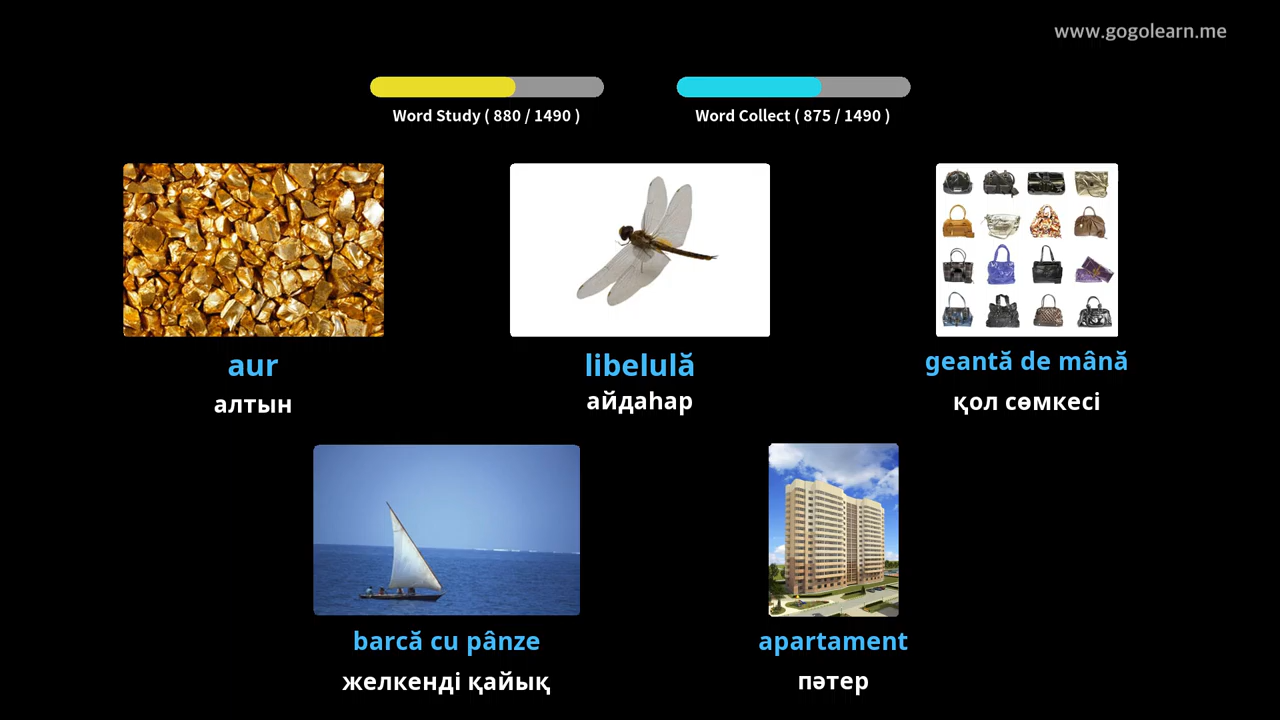 www.gogolearn.me
Word Study ( 880 / 1490 )
Word Collect ( 875 / 1490 )
aur
алтын
libelulă
айдаһар
geantă de mână
қол сөмкесі
barcă cu pânze
желкенді қайық
apartament
пәтер